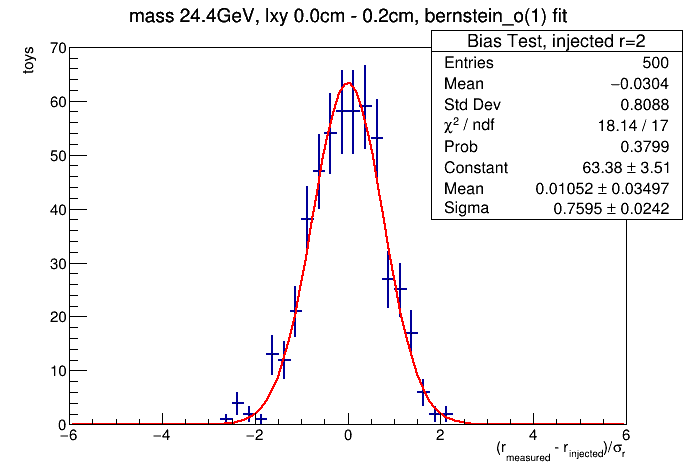 mass 24.4GeV, lxy 0.0cm - 0.2cm, bernstein_o(1) fit
toys
Bias Test, injected r=2
Entries 500
Mean −0.0304
Std Dev 0.8088
χ² / ndf 18.14 / 17
Prob 0.3799
Constant 63.38 ± 3.51
Mean 0.01052 ± 0.03497
Sigma 0.7595 ± 0.0242
70
60
50
40
30
20
10
0
−6 −4 −2 0 2 4 6
(r_measured - r_injected)/σ_r